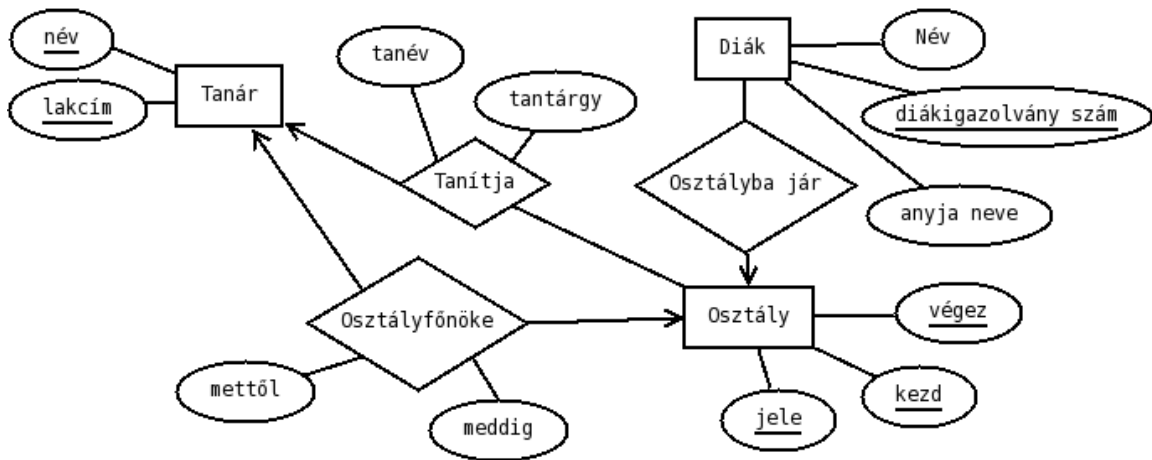 név
lakcím
Tanár
tanév
tantárgy
Tanítja
Diák
Név
diákigazolvány szám
anyja neve
Osztályba jár
Osztályfőnöke
mettől
meddig
Osztály
végez
kezd
jele